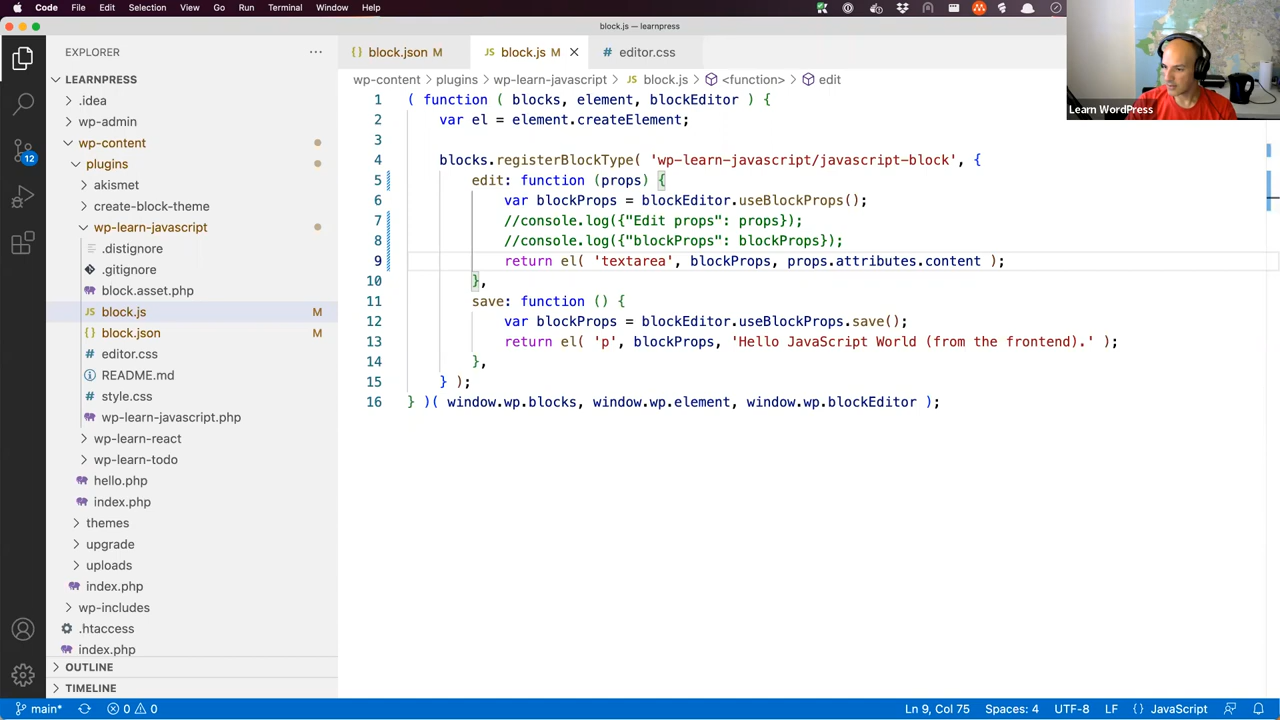 Code File Edit Selection View Go Run Terminal Window Help
block.js — learnpress
EXPLORER
LEARNPRESS
.idea
wp-admin
wp-content
plugins
akismet
create-block-theme
wp-learn-javascript
.distignore
.gitignore
block.asset.php
block.js M
block.json M
editor.css
README.md
style.css
wp-learn-javascript.php
wp-learn-react
wp-learn-todo
hello.php
index.php
themes
upgrade
uploads
index.php
wp-includes
.htaccess
index.php
OUTLINE
TIMELINE
12
block.json M block.js M editor.css
wp-content > plugins > wp-learn-javascript > block.js > <function> > edit
1 ( function ( blocks, element, blockEditor ) {
2 var el = element.createElement;
3
4 blocks.registerBlockType( 'wp-learn-javascript/javascript-block', {
5 edit: function (props) {
6 var blockProps = blockEditor.useBlockProps();
7 //console.log({"Edit props": props});
8 //console.log({"blockProps": blockProps});
9 return el( 'textarea', blockProps, props.attributes.content );
10 },
11 save: function () {
12 var blockProps = blockEditor.useBlockProps.save();
13 return el( 'p', blockProps, 'Hello JavaScript World (from the frontend).' );
14 },
15 } );
16 } )( window.wp.blocks, window.wp.element, window.wp.blockEditor );
Learn WordPress
main* 0 0 Ln 9, Col 75 Spaces: 4 UTF-8 LF {} JavaScript